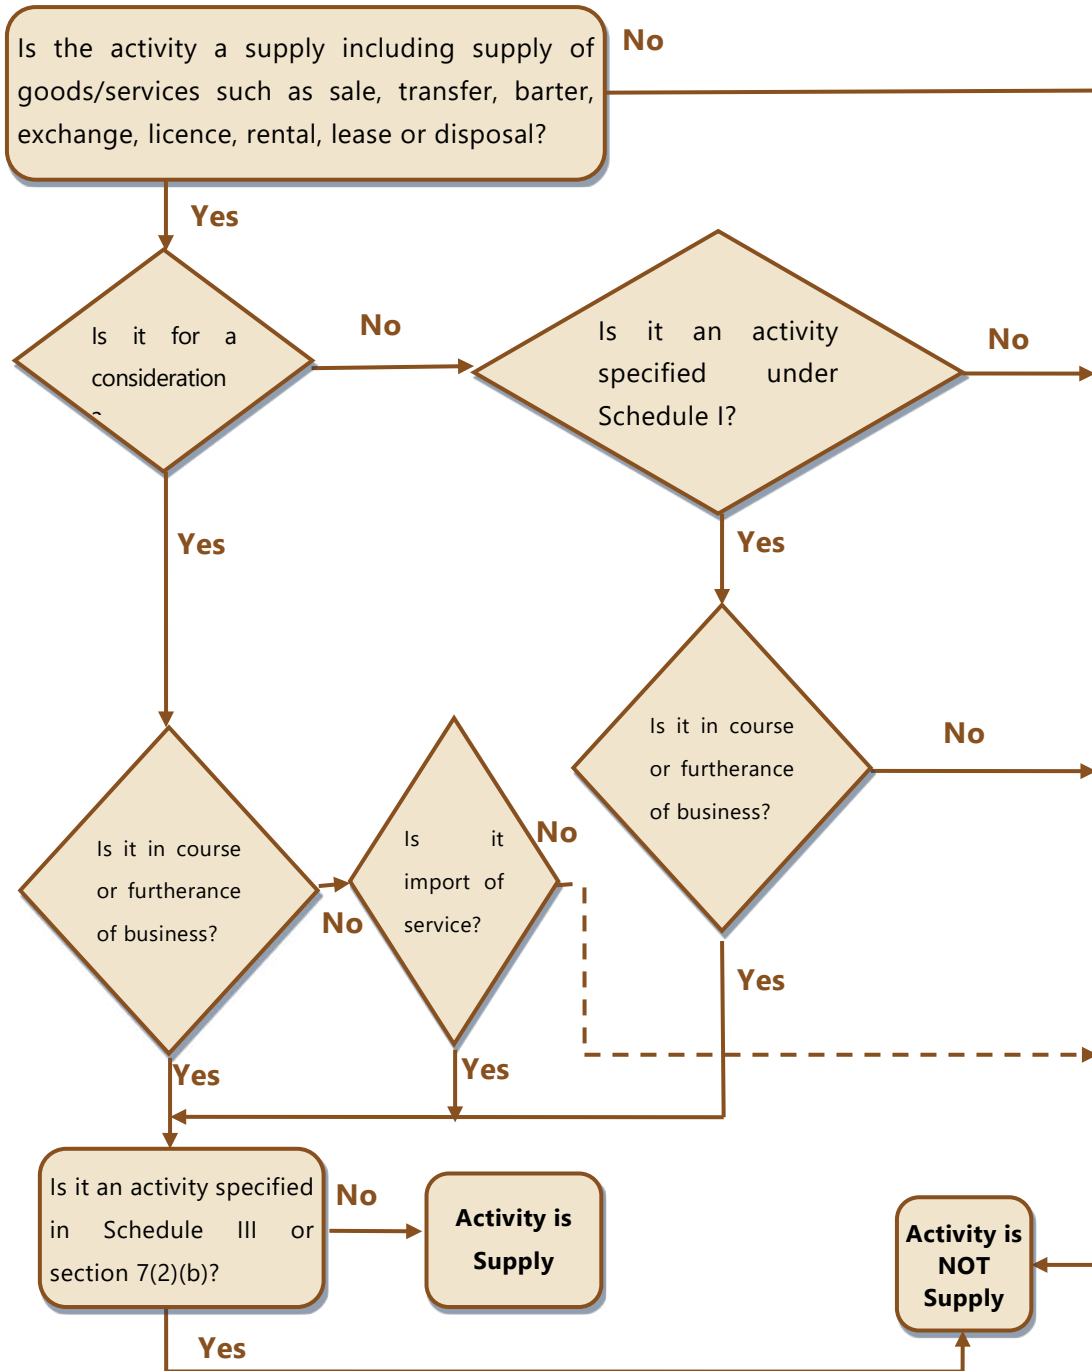 Is the activity a supply including supply of
goods/services such as sale, transfer, barter,
exchange, licence, rental, lease or disposal?
No
Yes
Is it for a
consideration
?
No
Is it an activity
specified under
Schedule I?
No
Yes
Yes
Is it in course
or furtherance
of business?
No
Is it in course
or furtherance
of business?
No
Is it
import of
service?
No
Yes
Yes
Yes
Is it an activity specified
in Schedule III or
section 7(2)(b)?
No
Activity is
Supply
Activity is
NOT
Supply
Yes